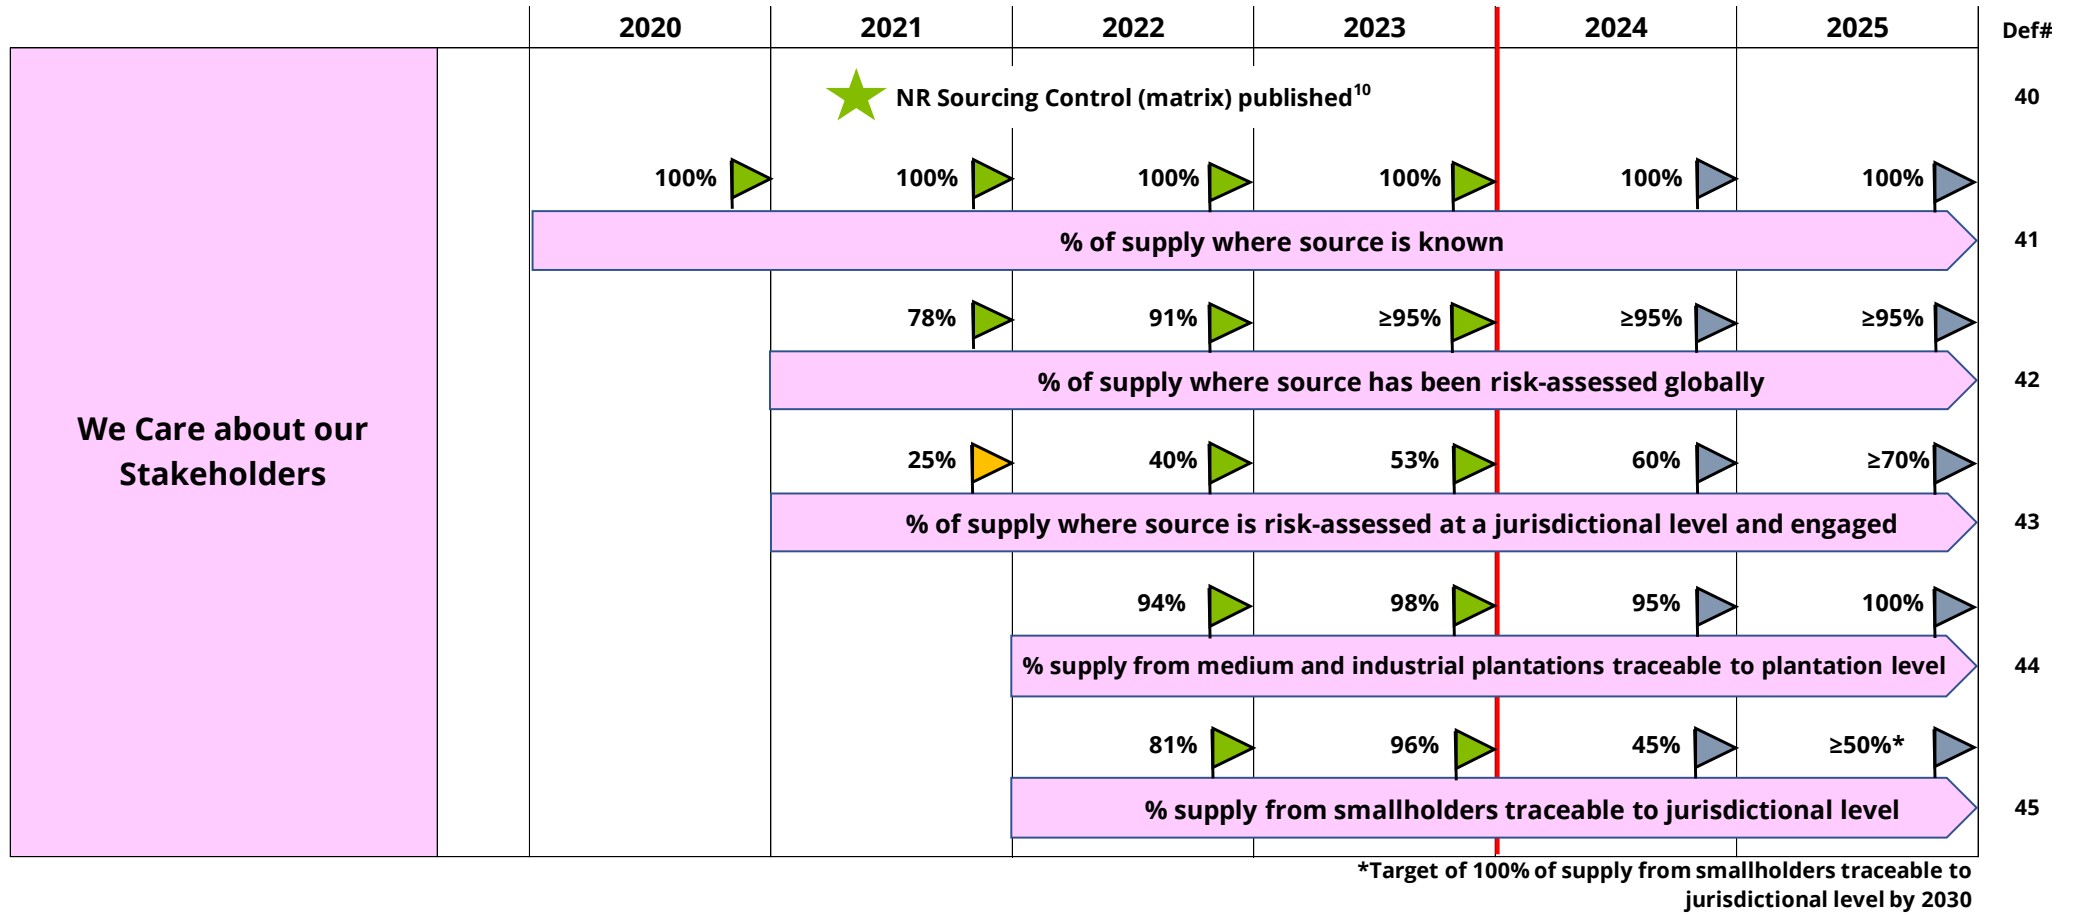 2020 2021 2022 2023 2024 2025 Def#
NR Sourcing Control (matrix) published10 40
100% 100% 100% 100% 100% 100%
% of supply where source is known 41
78% 91% ≥95% ≥95% ≥95%
% of supply where source has been risk-assessed globally 42
We Care about our
Stakeholders
25% 40% 53% 60% ≥70%
% of supply where source is risk-assessed at a jurisdictional level and engaged 43
94% 98% 95% 100%
% supply from medium and industrial plantations traceable to plantation level 44
81% 96% 45% ≥50%*
% supply from smallholders traceable to jurisdictional level 45
*Target of 100% of supply from smallholders traceable to
jurisdictional level by 2030